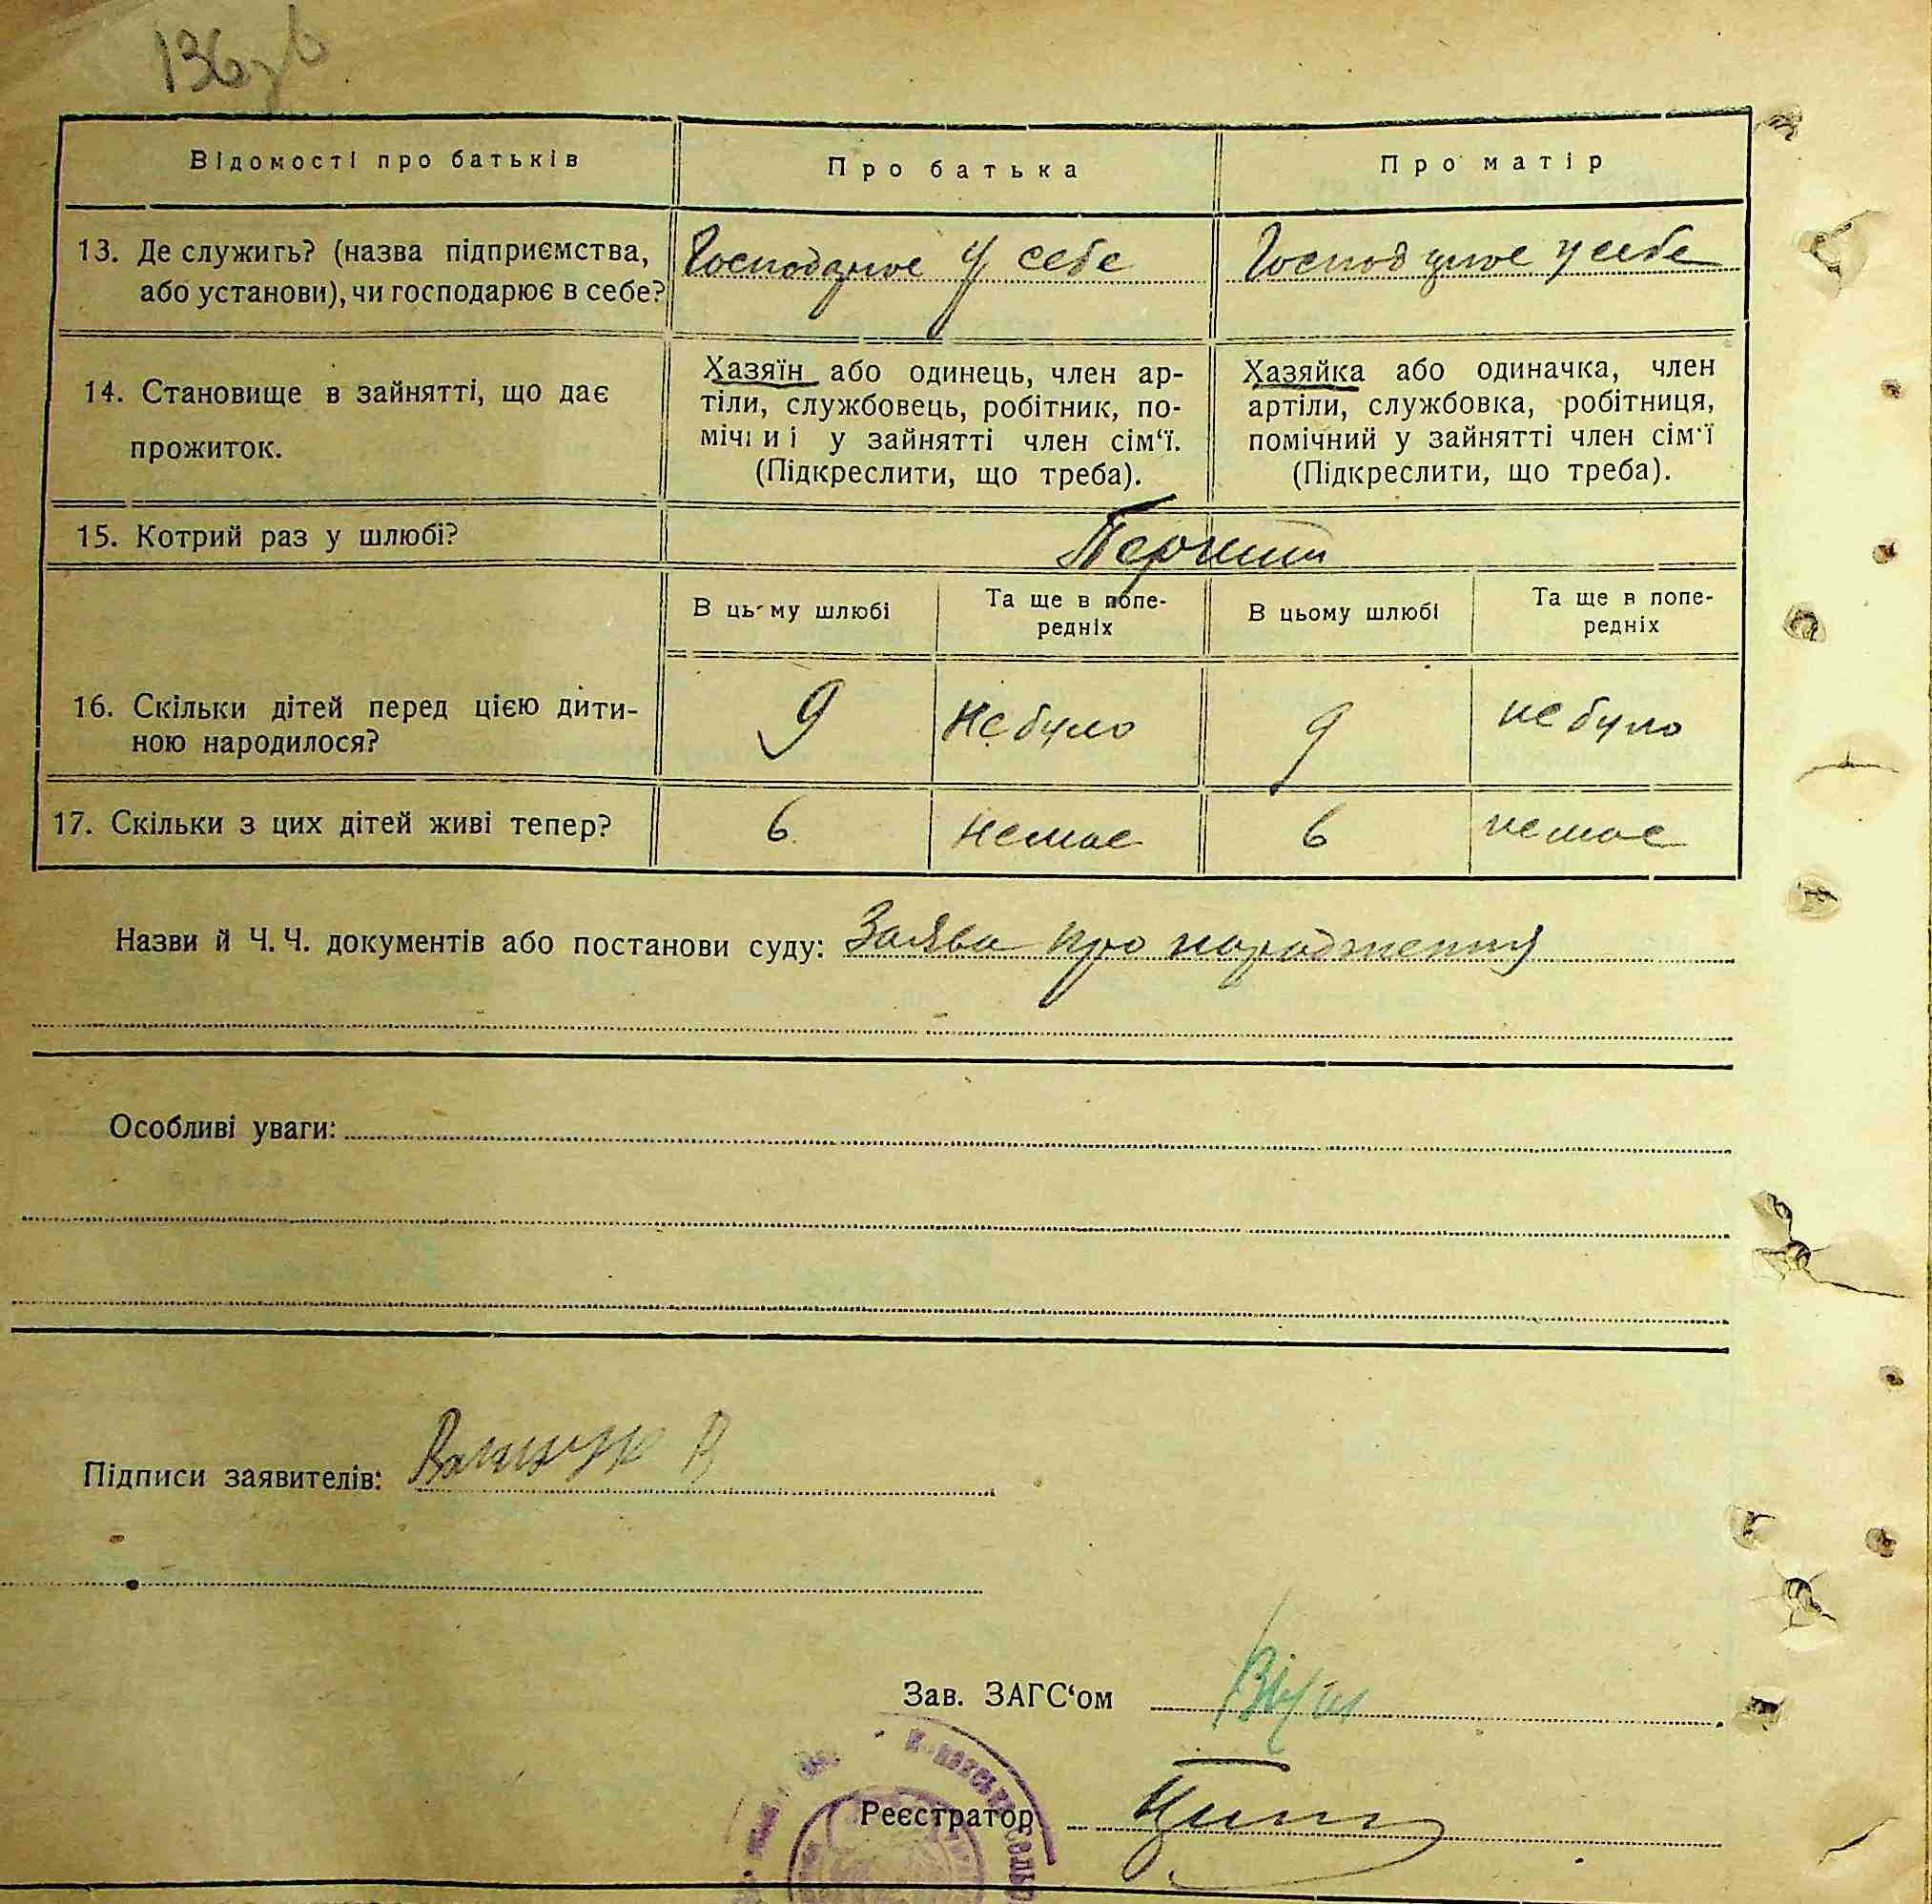 136зв
Відомості про батьків
Про батька
Про матір
13. Де служить? (назва підприємства,
або установи), чи господарює в себе?
Господарює у себе
Господарює у себе
14. Становище в зайнятті, що дає
прожиток.
Хазяїн або одинець, член ар-
тіли, службовець, робітник, по-
мічн и і у зайнятті член сім‘ї.
(Підкреслити, що треба).
Хазяйка або одиначка, член
артіли, службовка, робітниця,
помічний у зайнятті член сім'ї
(Підкреслити, що треба).
15. Котрий раз у шлюбі?
Перший
В цьому шлюбі
Та ще в попе-
редніх
В цьому шлюбі
Та ще в попе-
редніх
16. Скільки дітей перед цією дити-
ною народилося?
9
не було
9
не було
17. Скільки з цих дітей живі тепер?
6
немає
6
немає
Назви й Ч. Ч. документів або постанови суду: Заява про народження
Особливі уваги:
Підписи заявителів:
Зав. ЗАГС‘ом
Реєстратор